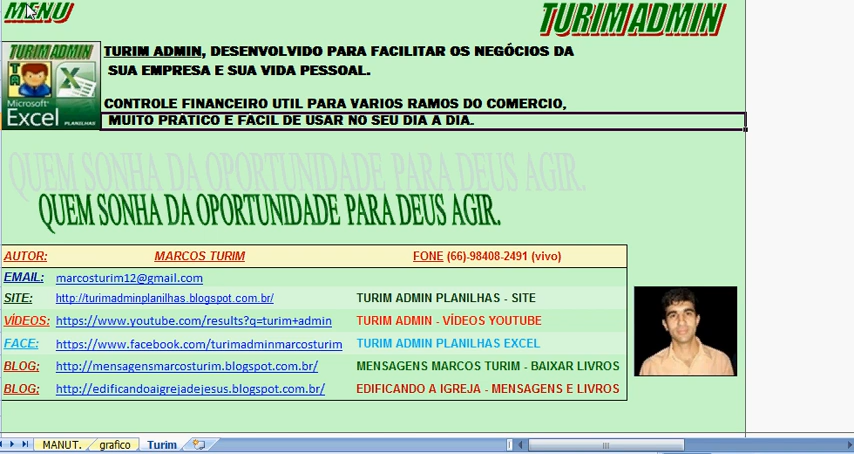 MENU
TURIM ADMIN
TURIM ADMIN
Microsoft
Excel PLANILHAS
TURIM ADMIN, DESENVOLVIDO PARA FACILITAR OS NEGÓCIOS DA
SUA EMPRESA E SUA VIDA PESSOAL.
CONTROLE FINANCEIRO UTIL PARA VARIOS RAMOS DO COMERCIO,
MUITO PRATICO E FACIL DE USAR NO SEU DIA A DIA.
QUEM SONHA DA OPORTUNIDADE PARA DEUS AGIR.
QUEM SONHA DA OPORTUNIDADE PARA DEUS AGIR.
AUTOR: MARCOS TURIM FONE (66)-98408-2491 (vivo)
EMAIL: marcosturim12@gmail.com
SITE: http://turimadminplanilhas.blogspot.com.br/ TURIM ADMIN PLANILHAS - SITE
VÍDEOS: https://www.youtube.com/results?q=turim+admin TURIM ADMIN - VÍDEOS YOUTUBE
FACE: https://www.facebook.com/turimadminmarcosturim TURIM ADMIN PLANILHAS EXCEL
BLOG: http://mensagensmarcosturim.blogspot.com.br/ MENSAGENS MARCOS TURIM - BAIXAR LIVROS
BLOG: http://edificandoaigrejadejesus.blogspot.com.br/ EDIFICANDO A IGREJA - MENSAGENS E LIVROS
MANUT. grafico Turim